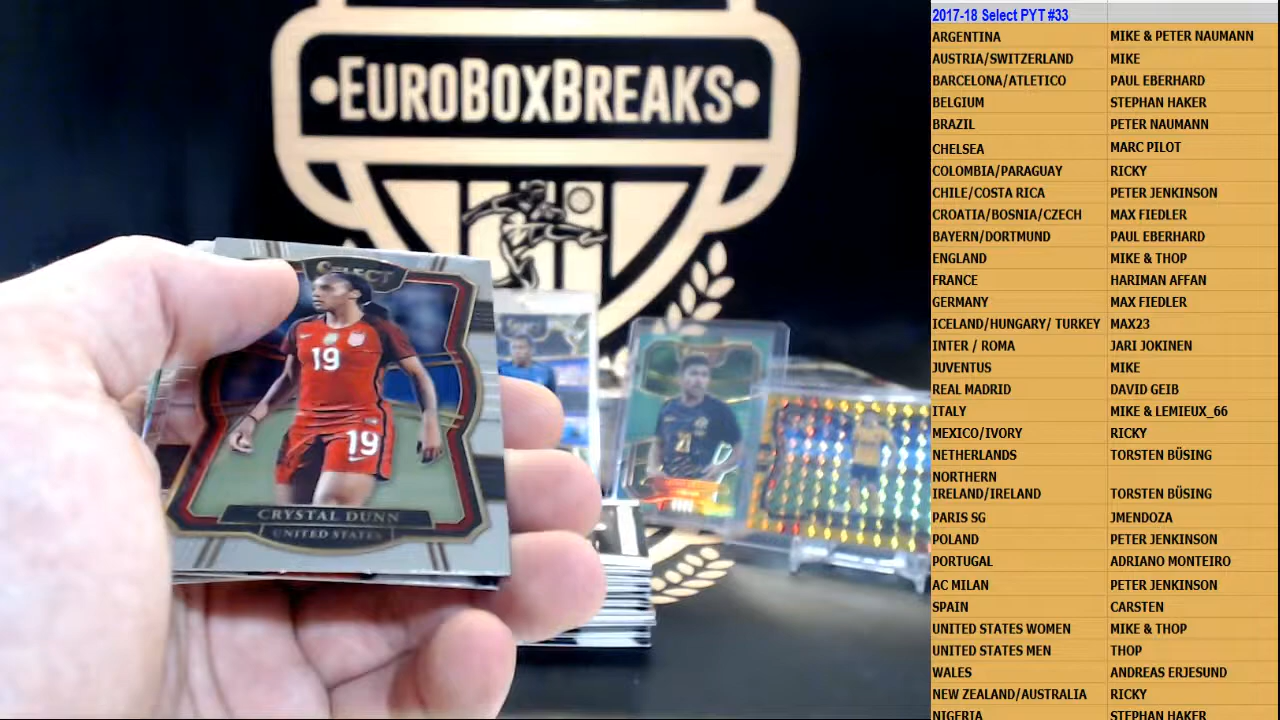 EUROBOXBREAKS
SELECT
19
19
CRYSTAL DUNN
UNITED STATES
21
2017-18 Select PYT #33
ARGENTINA MIKE & PETER NAUMANN
AUSTRIA/SWITZERLAND MIKE
BARCELONA/ATLETICO PAUL EBERHARD
BELGIUM STEPHAN HAKER
BRAZIL PETER NAUMANN
CHELSEA MARC PILOT
COLOMBIA/PARAGUAY RICKY
CHILE/COSTA RICA PETER JENKINSON
CROATIA/BOSNIA/CZECH MAX FIEDLER
BAYERN/DORTMUND PAUL EBERHARD
ENGLAND MIKE & THOP
FRANCE HARIMAN AFFAN
GERMANY MAX FIEDLER
ICELAND/HUNGARY/ TURKEY MAX23
INTER / ROMA JARI JOKINEN
JUVENTUS MIKE
REAL MADRID DAVID GEIB
ITALY MIKE & LEMIEUX_66
MEXICO/IVORY RICKY
NETHERLANDS TORSTEN BÜSING
NORTHERN
IRELAND/IRELAND TORSTEN BÜSING
PARIS SG JMENDOZA
POLAND PETER JENKINSON
PORTUGAL ADRIANO MONTEIRO
AC MILAN PETER JENKINSON
SPAIN CARSTEN
UNITED STATES WOMEN MIKE & THOP
UNITED STATES MEN THOP
WALES ANDREAS ERJESUND
NEW ZEALAND/AUSTRALIA RICKY
NIGERIA STEPHAN HAKER